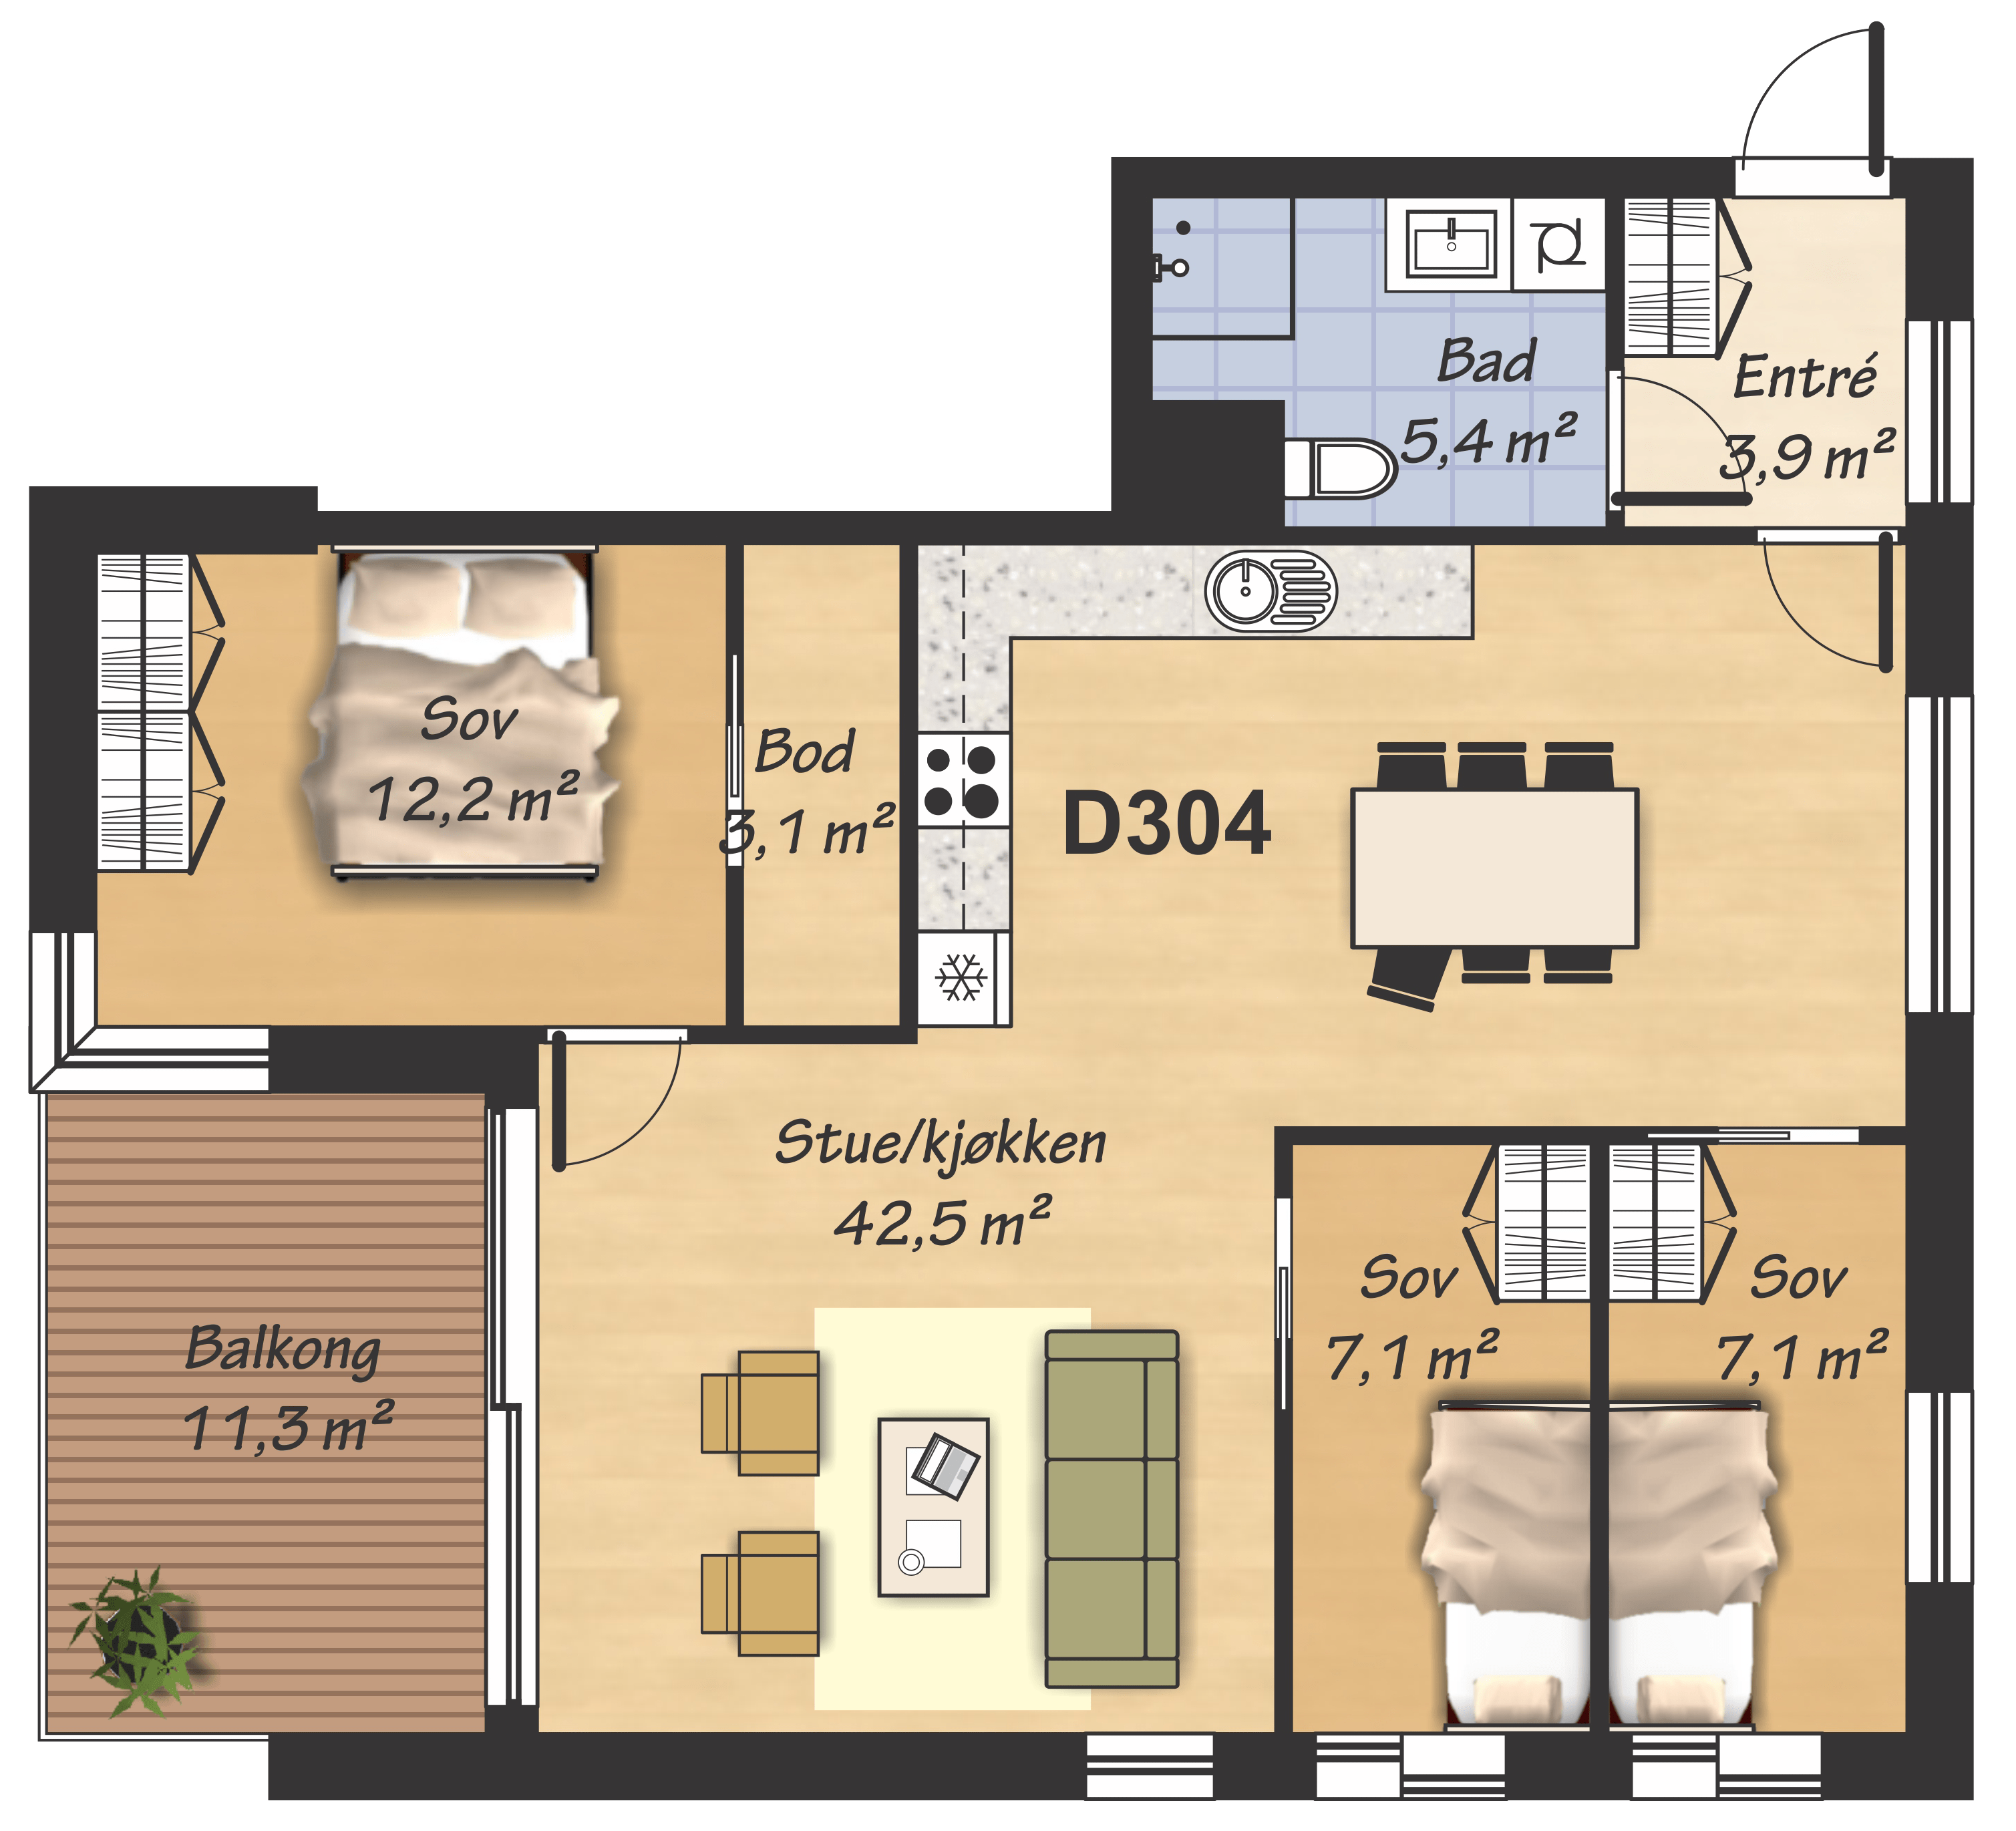 Bad
5,4 m²
Entré
3,9 m²
Sov
12,2 m²
Bod
3,1 m²
D304
Stue/kjøkken
42,5 m²
Sov
7,1 m²
Sov
7,1 m²
Balkong
11,3 m²